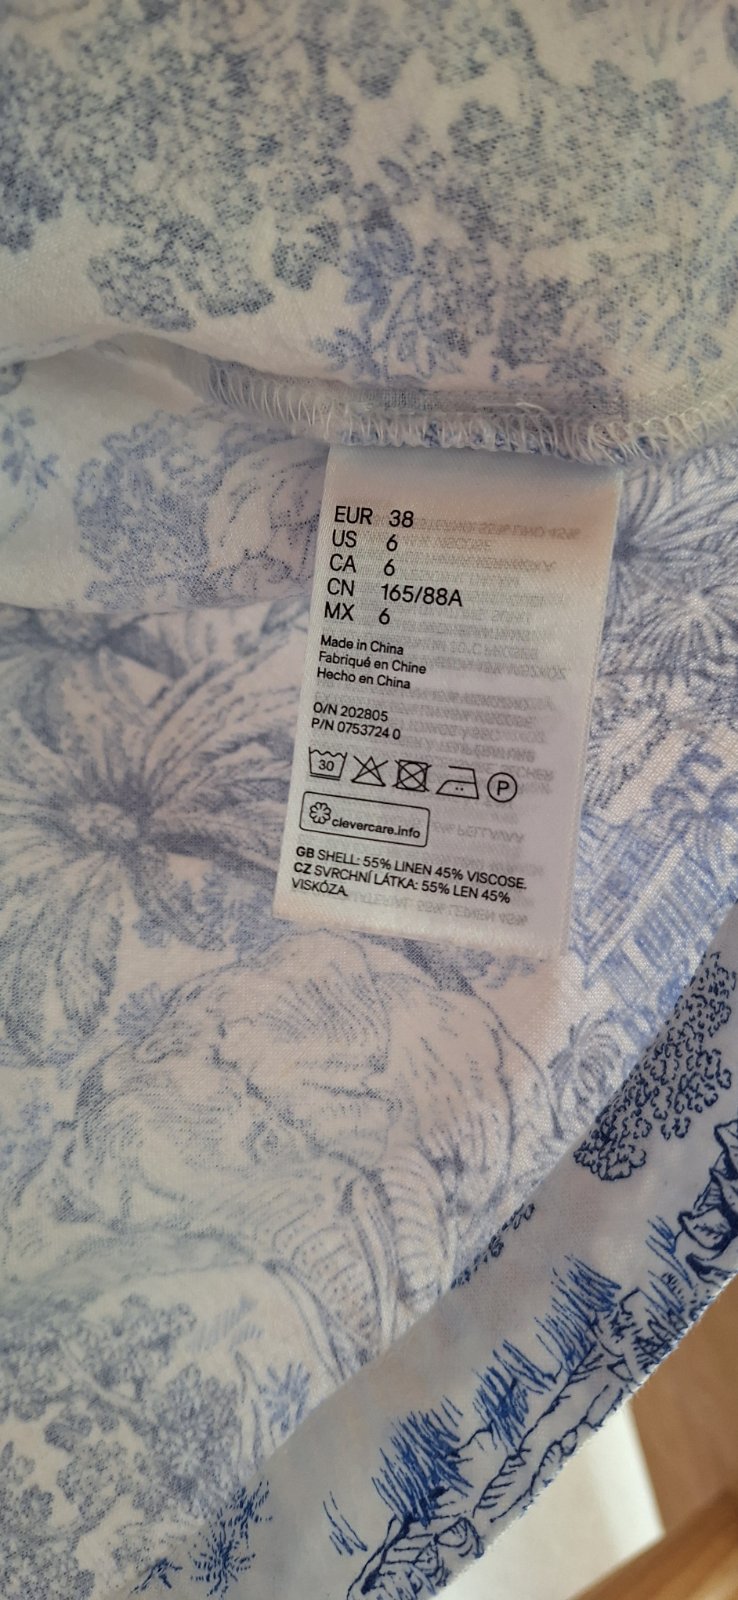 EUR 38
US 6
CA 6
CN 165/88A
MX 6
Made in China
Fabriqué en Chine
Hecho en China
O/N 202805
P/N 0753724 0
30
P
clevercare.info
GB SHELL: 55% LINEN 45% VISCOSE.
CZ SVRCHNÍ LÁTKA: 55% LEN 45%
VISKÓZA.